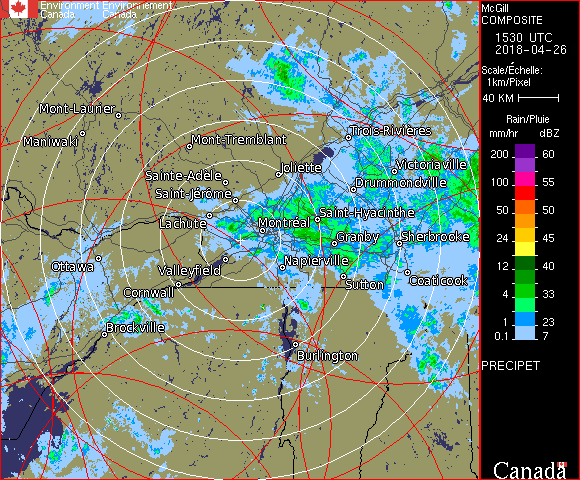 Environment Environnement
Canada Canada
McGill
COMPOSITE
1530 UTC
2018-04-26
Scale/Échelle:
1km/Pixel
40 KM
Rain/Pluie
mm/hr dBZ
200 60
150 57
100 55
50 50
24 45
12 40
4 33
1 23
0.1 7
PRECIPET
Canada
Mont-Laurier
Maniwaki
Mont-Tremblant
Trois-Rivières
Sainte-Adèle
Joliette
Victoriaville
Saint-Jérôme
Drummondville
Lachute
Saint-Hyacinthe
Montréal
Granby
Sherbrooke
Ottawa
Valleyfield
Napierville
Cornwall
Sutton
Coaticook
Brockville
Burlington